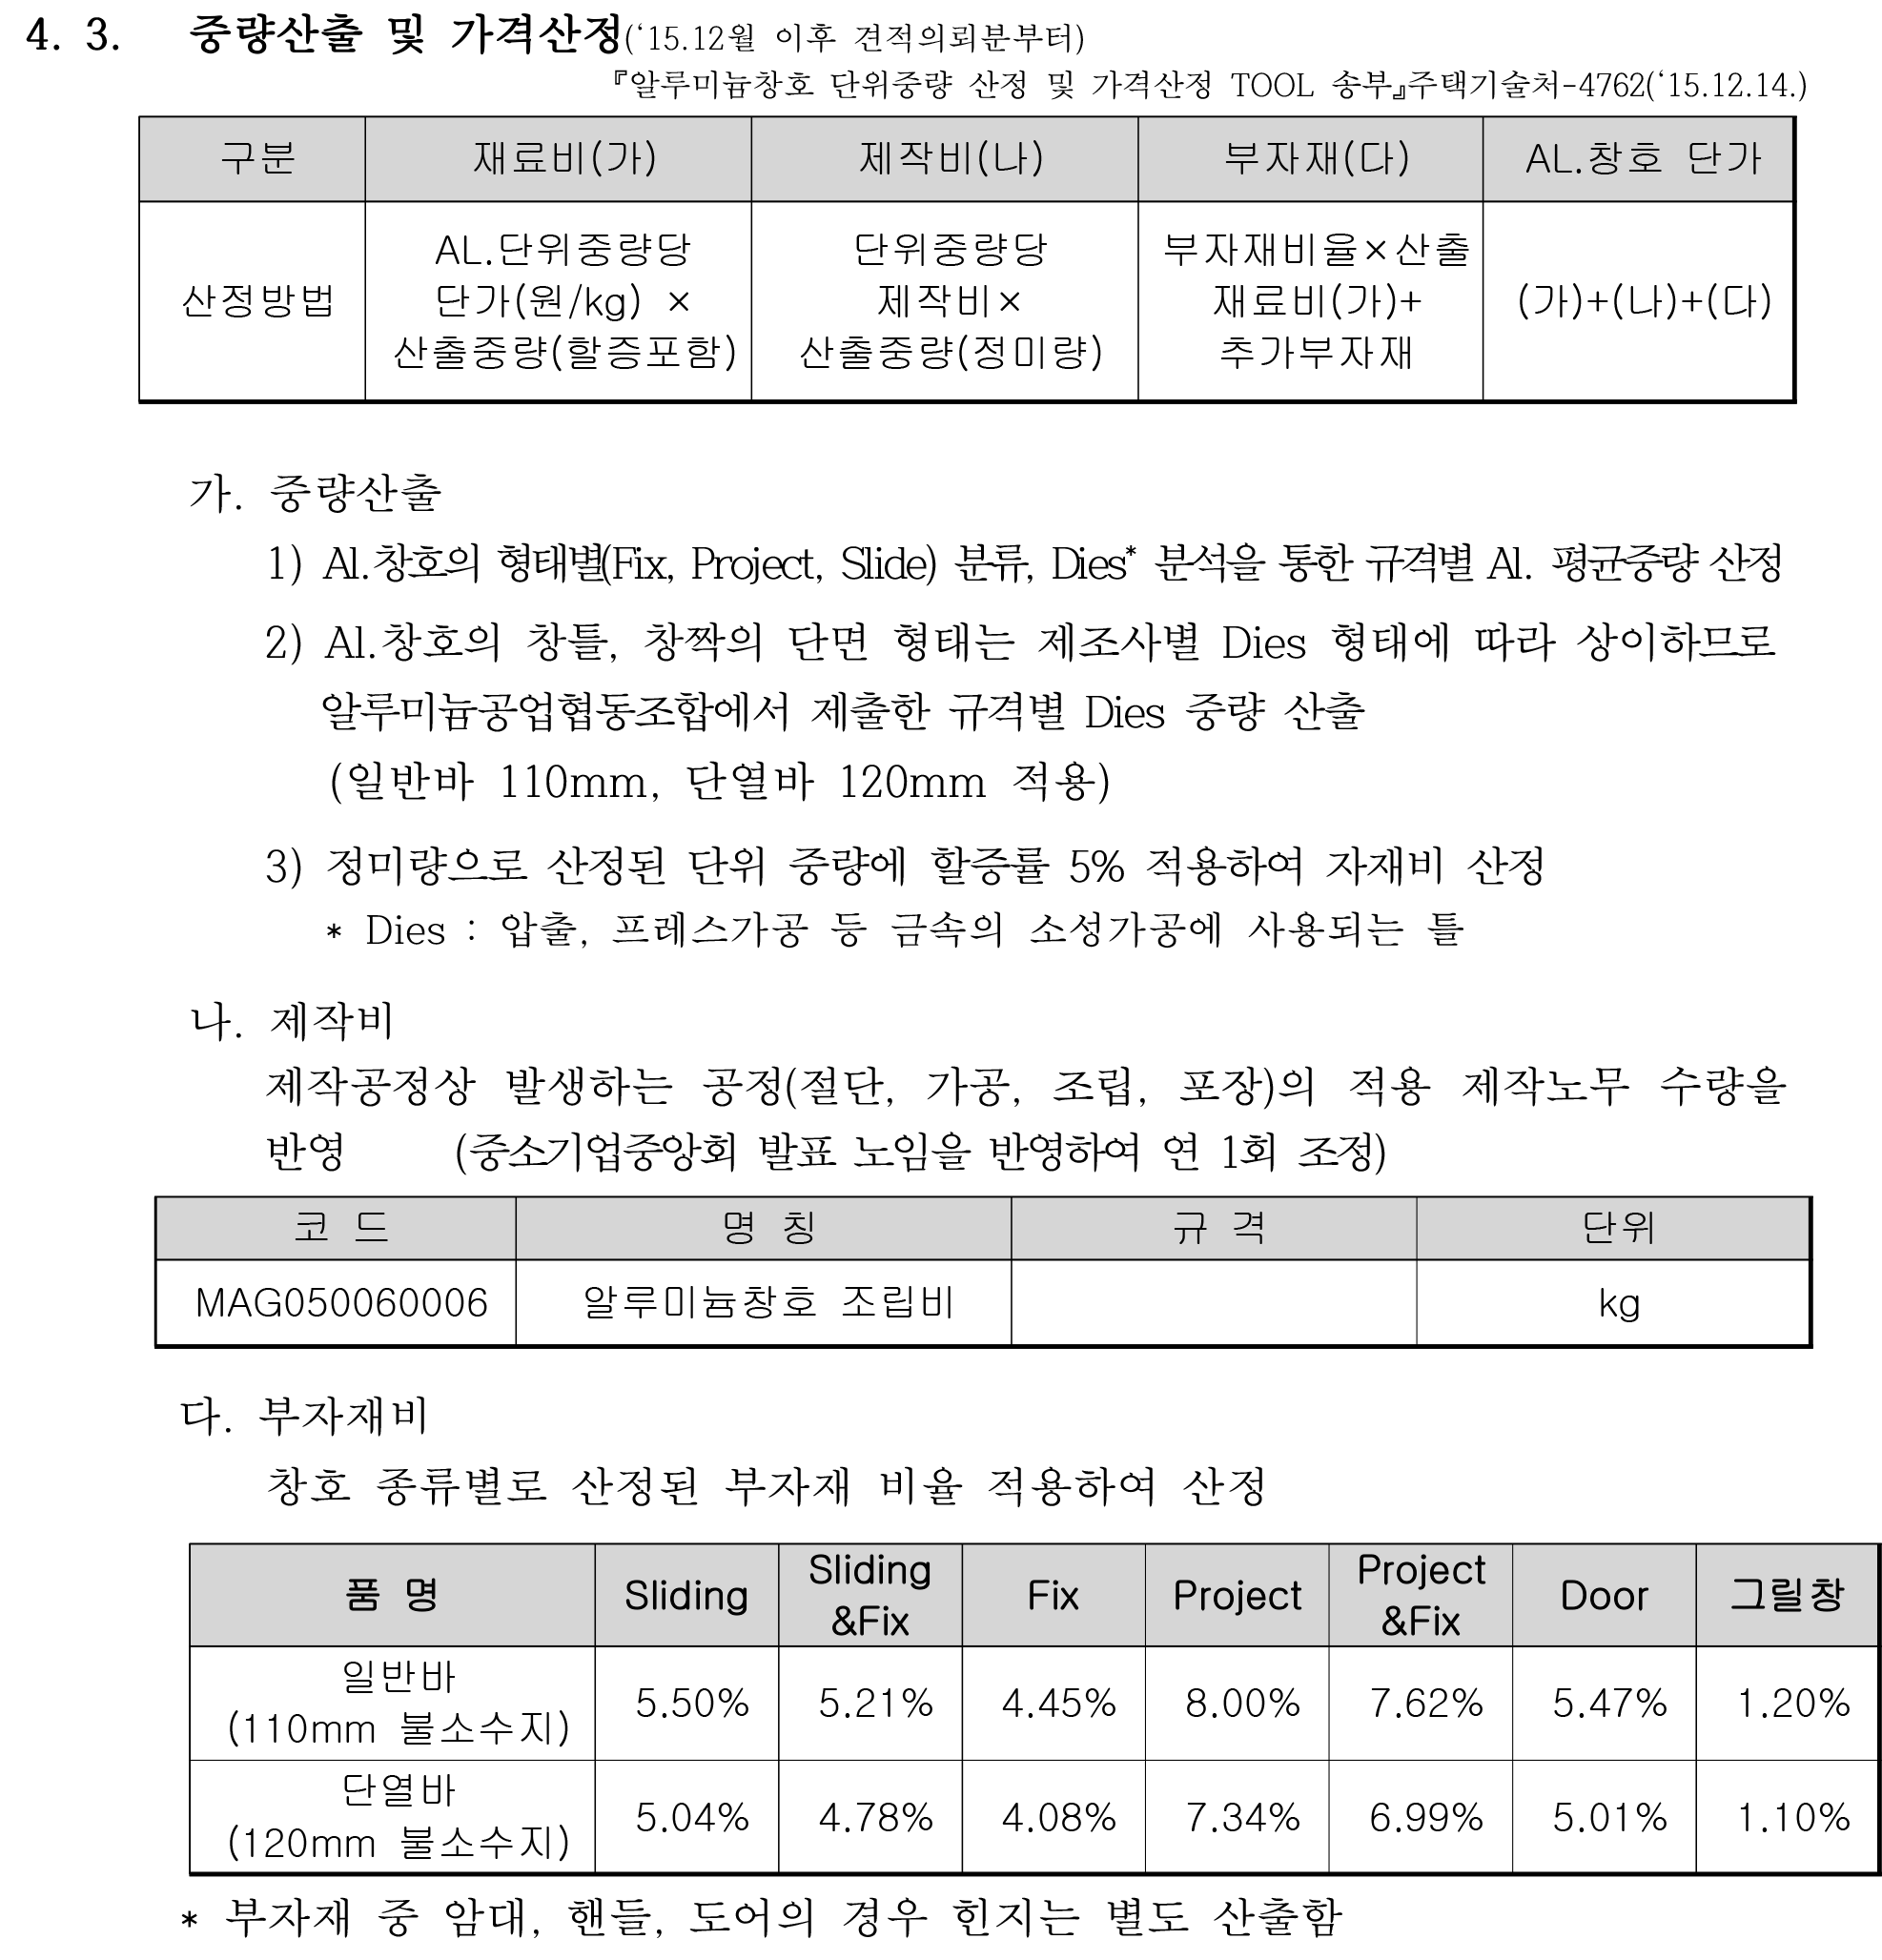 4. 3. 중량산출 및 가격산정(‘15.12월 이후 견적의뢰분부터)
『알루미늄창호 단위중량 산정 및 가격산정 TOOL 송부』주택기술처-4762(‘15.12.14.)
구분 재료비(가) 제작비(나) 부자재(다) AL.창호 단가
산정방법 AL.단위중량당 단가(원/kg) × 산출중량(할증포함) 단위중량당 제작비× 산출중량(정미량) 부자재비율×산출 재료비(가)+ 추가부자재 (가)+(나)+(다)
가. 중량산출
1) Al.창호의 형태별(Fix, Project, Slide) 분류, Dies* 분석을 통한 규격별 Al. 평균중량 산정
2) Al.창호의 창틀, 창짝의 단면 형태는 제조사별 Dies 형태에 따라 상이하므로
알루미늄공업협동조합에서 제출한 규격별 Dies 중량 산출
(일반바 110mm, 단열바 120mm 적용)
3) 정미량으로 산정된 단위 중량에 할증률 5% 적용하여 자재비 산정
* Dies : 압출, 프레스가공 등 금속의 소성가공에 사용되는 틀
나. 제작비
제작공정상 발생하는 공정(절단, 가공, 조립, 포장)의 적용 제작노무 수량을
반영 (중소기업중앙회 발표 노임을 반영하여 연 1회 조정)
코 드 명 칭 규 격 단위
MAG050060006 알루미늄창호 조립비 kg
다. 부자재비
창호 종류별로 산정된 부자재 비율 적용하여 산정
품 명 Sliding Sliding &Fix Fix Project Project &Fix Door 그릴창
일반바 (110mm 불소수지) 5.50% 5.21% 4.45% 8.00% 7.62% 5.47% 1.20%
단열바 (120mm 불소수지) 5.04% 4.78% 4.08% 7.34% 6.99% 5.01% 1.10%
* 부자재 중 암대, 핸들, 도어의 경우 힌지는 별도 산출함